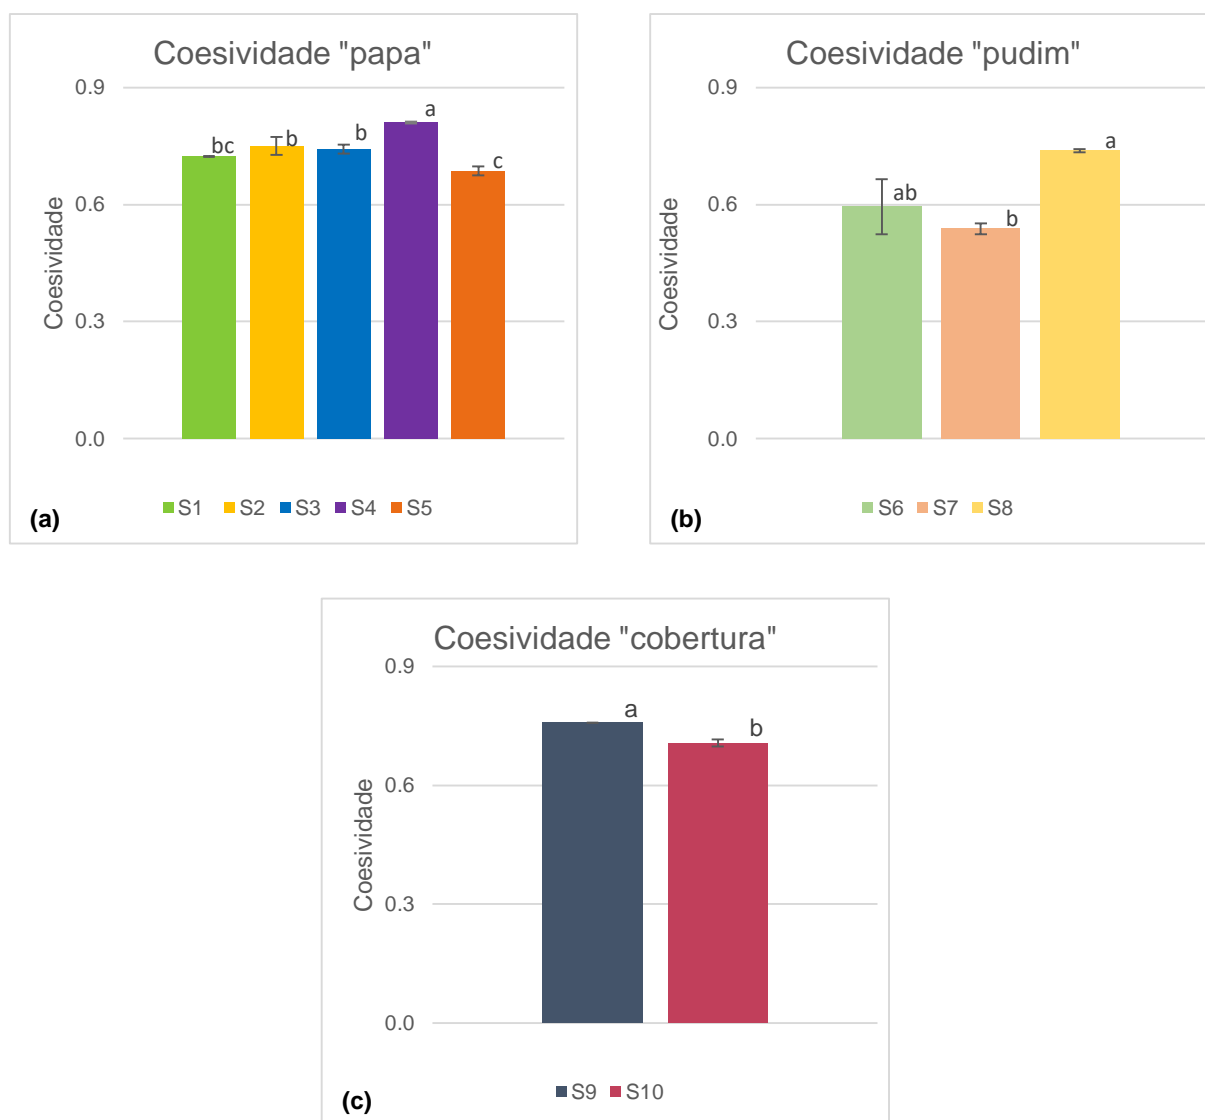 Coesividade "papa"
0.9
0.6
0.3
0.0
Coesividade
bc
b
b
a
c
S1 S2 S3 S4 S5
(a)
Coesividade "pudim"
0.9
0.6
0.3
0.0
Coesividade
ab
b
a
S6 S7 S8
(b)
Coesividade "cobertura"
0.9
0.6
0.3
0.0
Coesividade
a
b
S9 S10
(c)